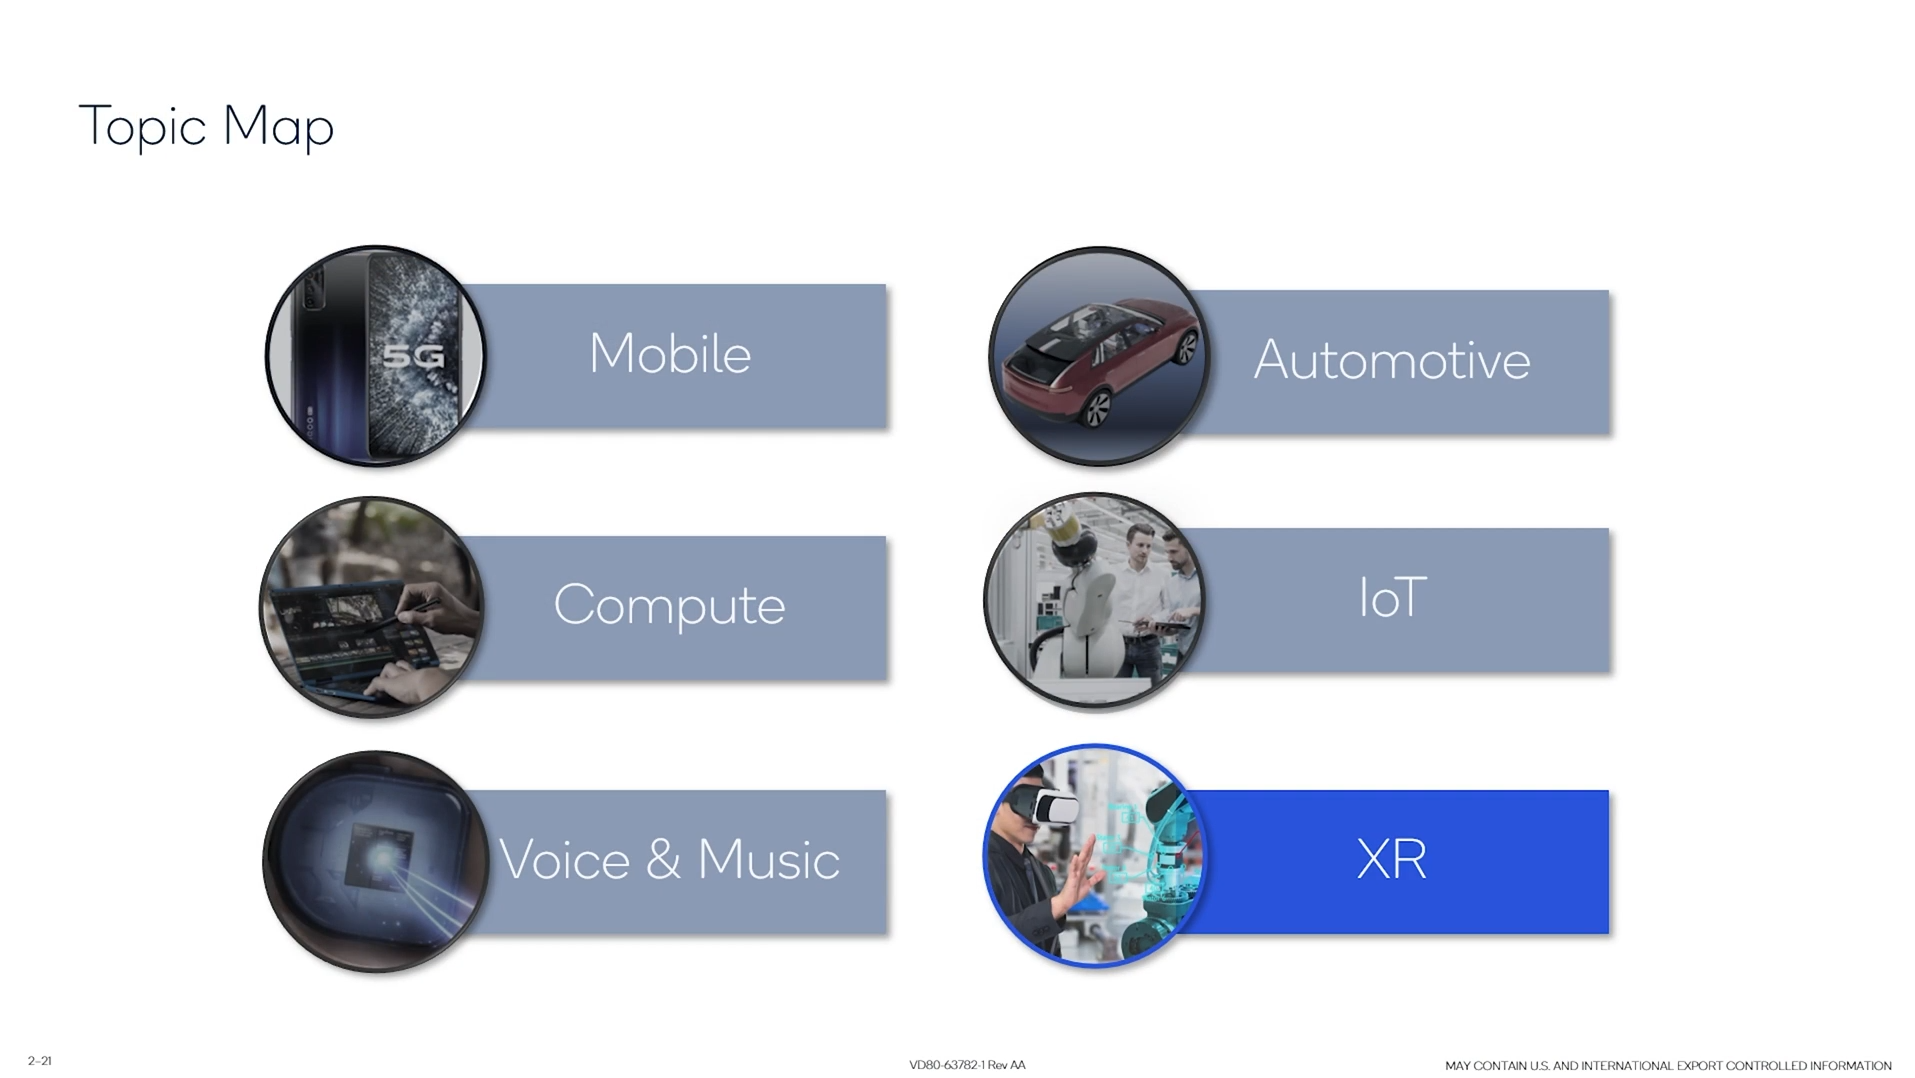 Topic Map
5G
Mobile
Automotive
Compute
IoT
Voice & Music
XR
2-21
VD80-63782-1 Rev AA
MAY CONTAIN U.S. AND INTERNATIONAL EXPORT CONTROLLED INFORMATION